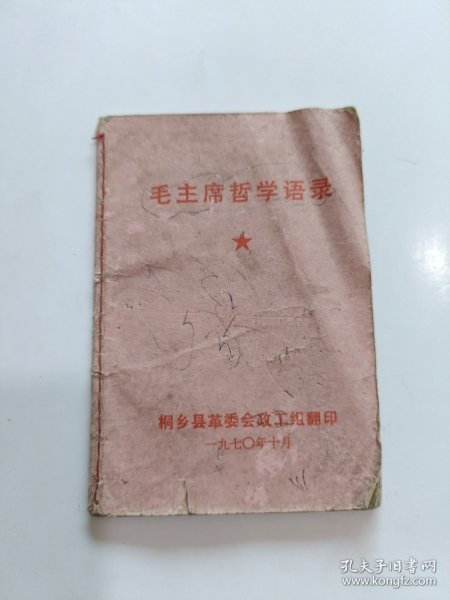 毛主席哲学语录
桐乡县革委会政工组翻印
一九七〇年十月
孔夫子旧书网
www.kongfz.com